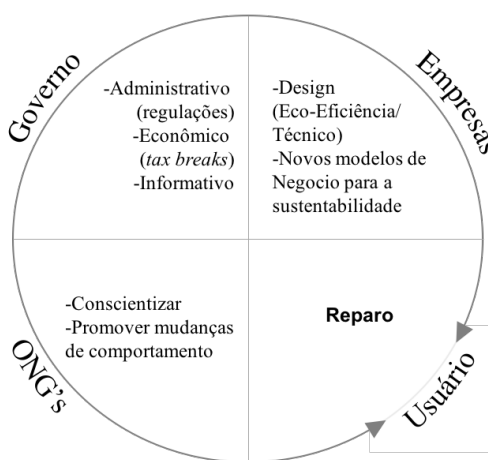 Governo
-Administrativo
(regulações)
-Econômico
(tax breaks)
-Informativo
Empresas
-Design
(Eco-Eficiência/
Técnico)
-Novos modelos de
Negocio para a
sustentabilidade
ONG's
-Conscientizar
-Promover mudanças
de comportamento
Reparo
Usuário